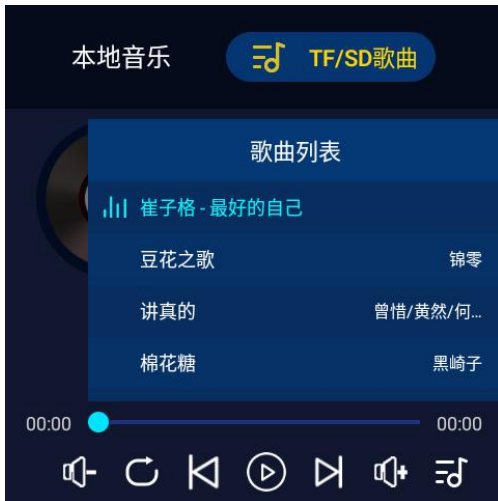 本地音乐 TF/SD歌曲
歌曲列表
崔子格 - 最好的自己
豆花之歌 锦零
讲真的 曾惜/黄然/何...
棉花糖 黑崎子
00:00 00:00